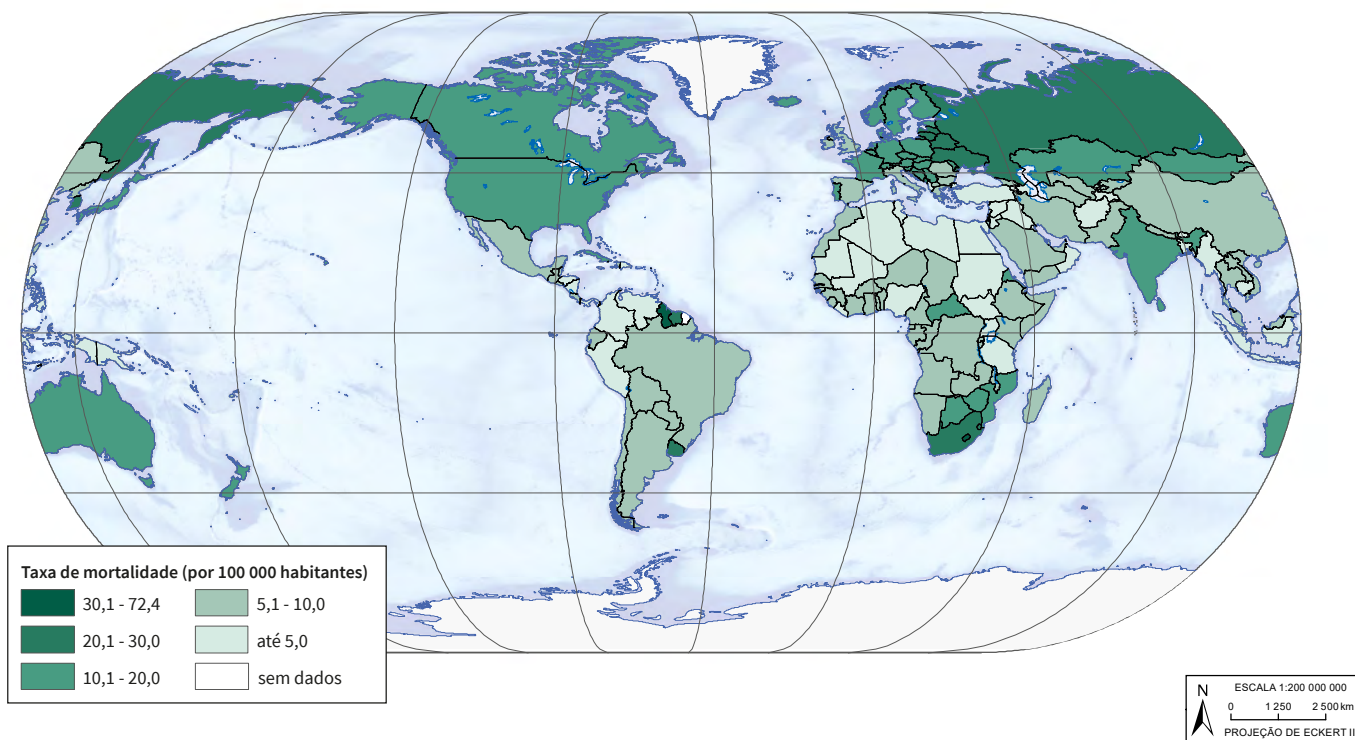 Taxa de mortalidade (por 100 000 habitantes)
30,1 - 72,4
20,1 - 30,0
10,1 - 20,0
5,1 - 10,0
até 5,0
sem dados
N
ESCALA 1:200 000 000
0 1 250 2 500 km
PROJEÇÃO DE ECKERT III